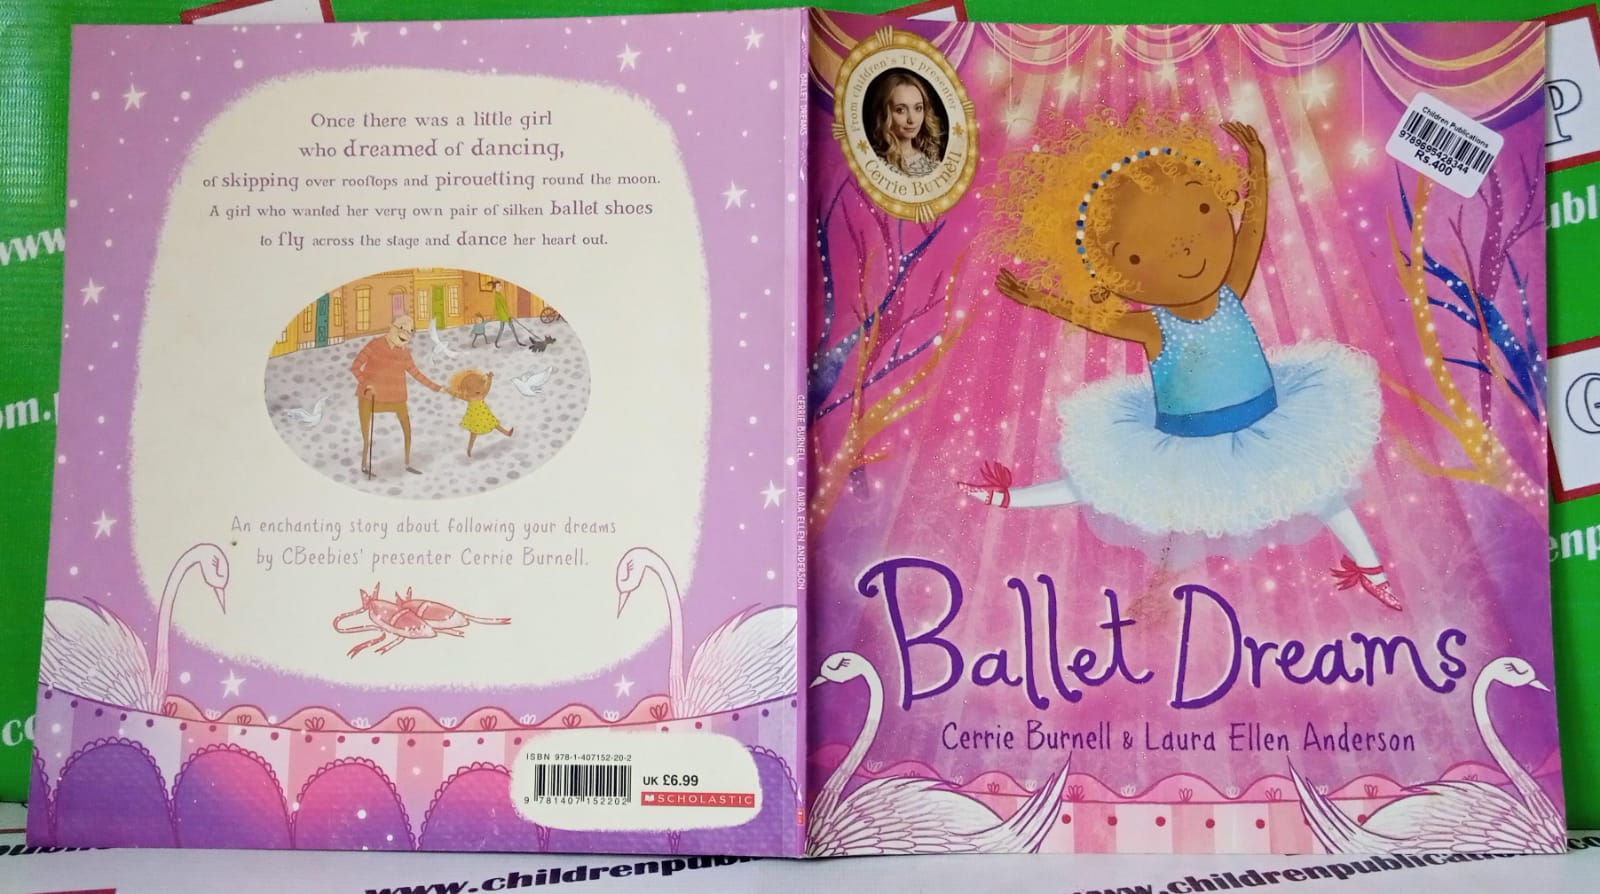 Once there was a little girl
who dreamed of dancing,
of skipping over rooftops and pirouetting round the moon.
A girl who wanted her very own pair of silken ballet shoes
to fly across the stage and dance her heart out.
An enchanting story about following your dreams
by CBeebies' presenter Cerrie Burnell.
ISBN 978-1-407152-20-2
9 781407 152202
UK £6.99
SCHOLASTIC
BALLET DREAMS
CERRIE BURNELL ★ LAURA ELLEN ANDERSON
From children's TV presenter
Cerrie Burnell
Children Publications
9789695428344
Rs.400
Ballet Dreams
Cerrie Burnell & Laura Ellen Anderson
www.childrenpublica
www.childrenpublication